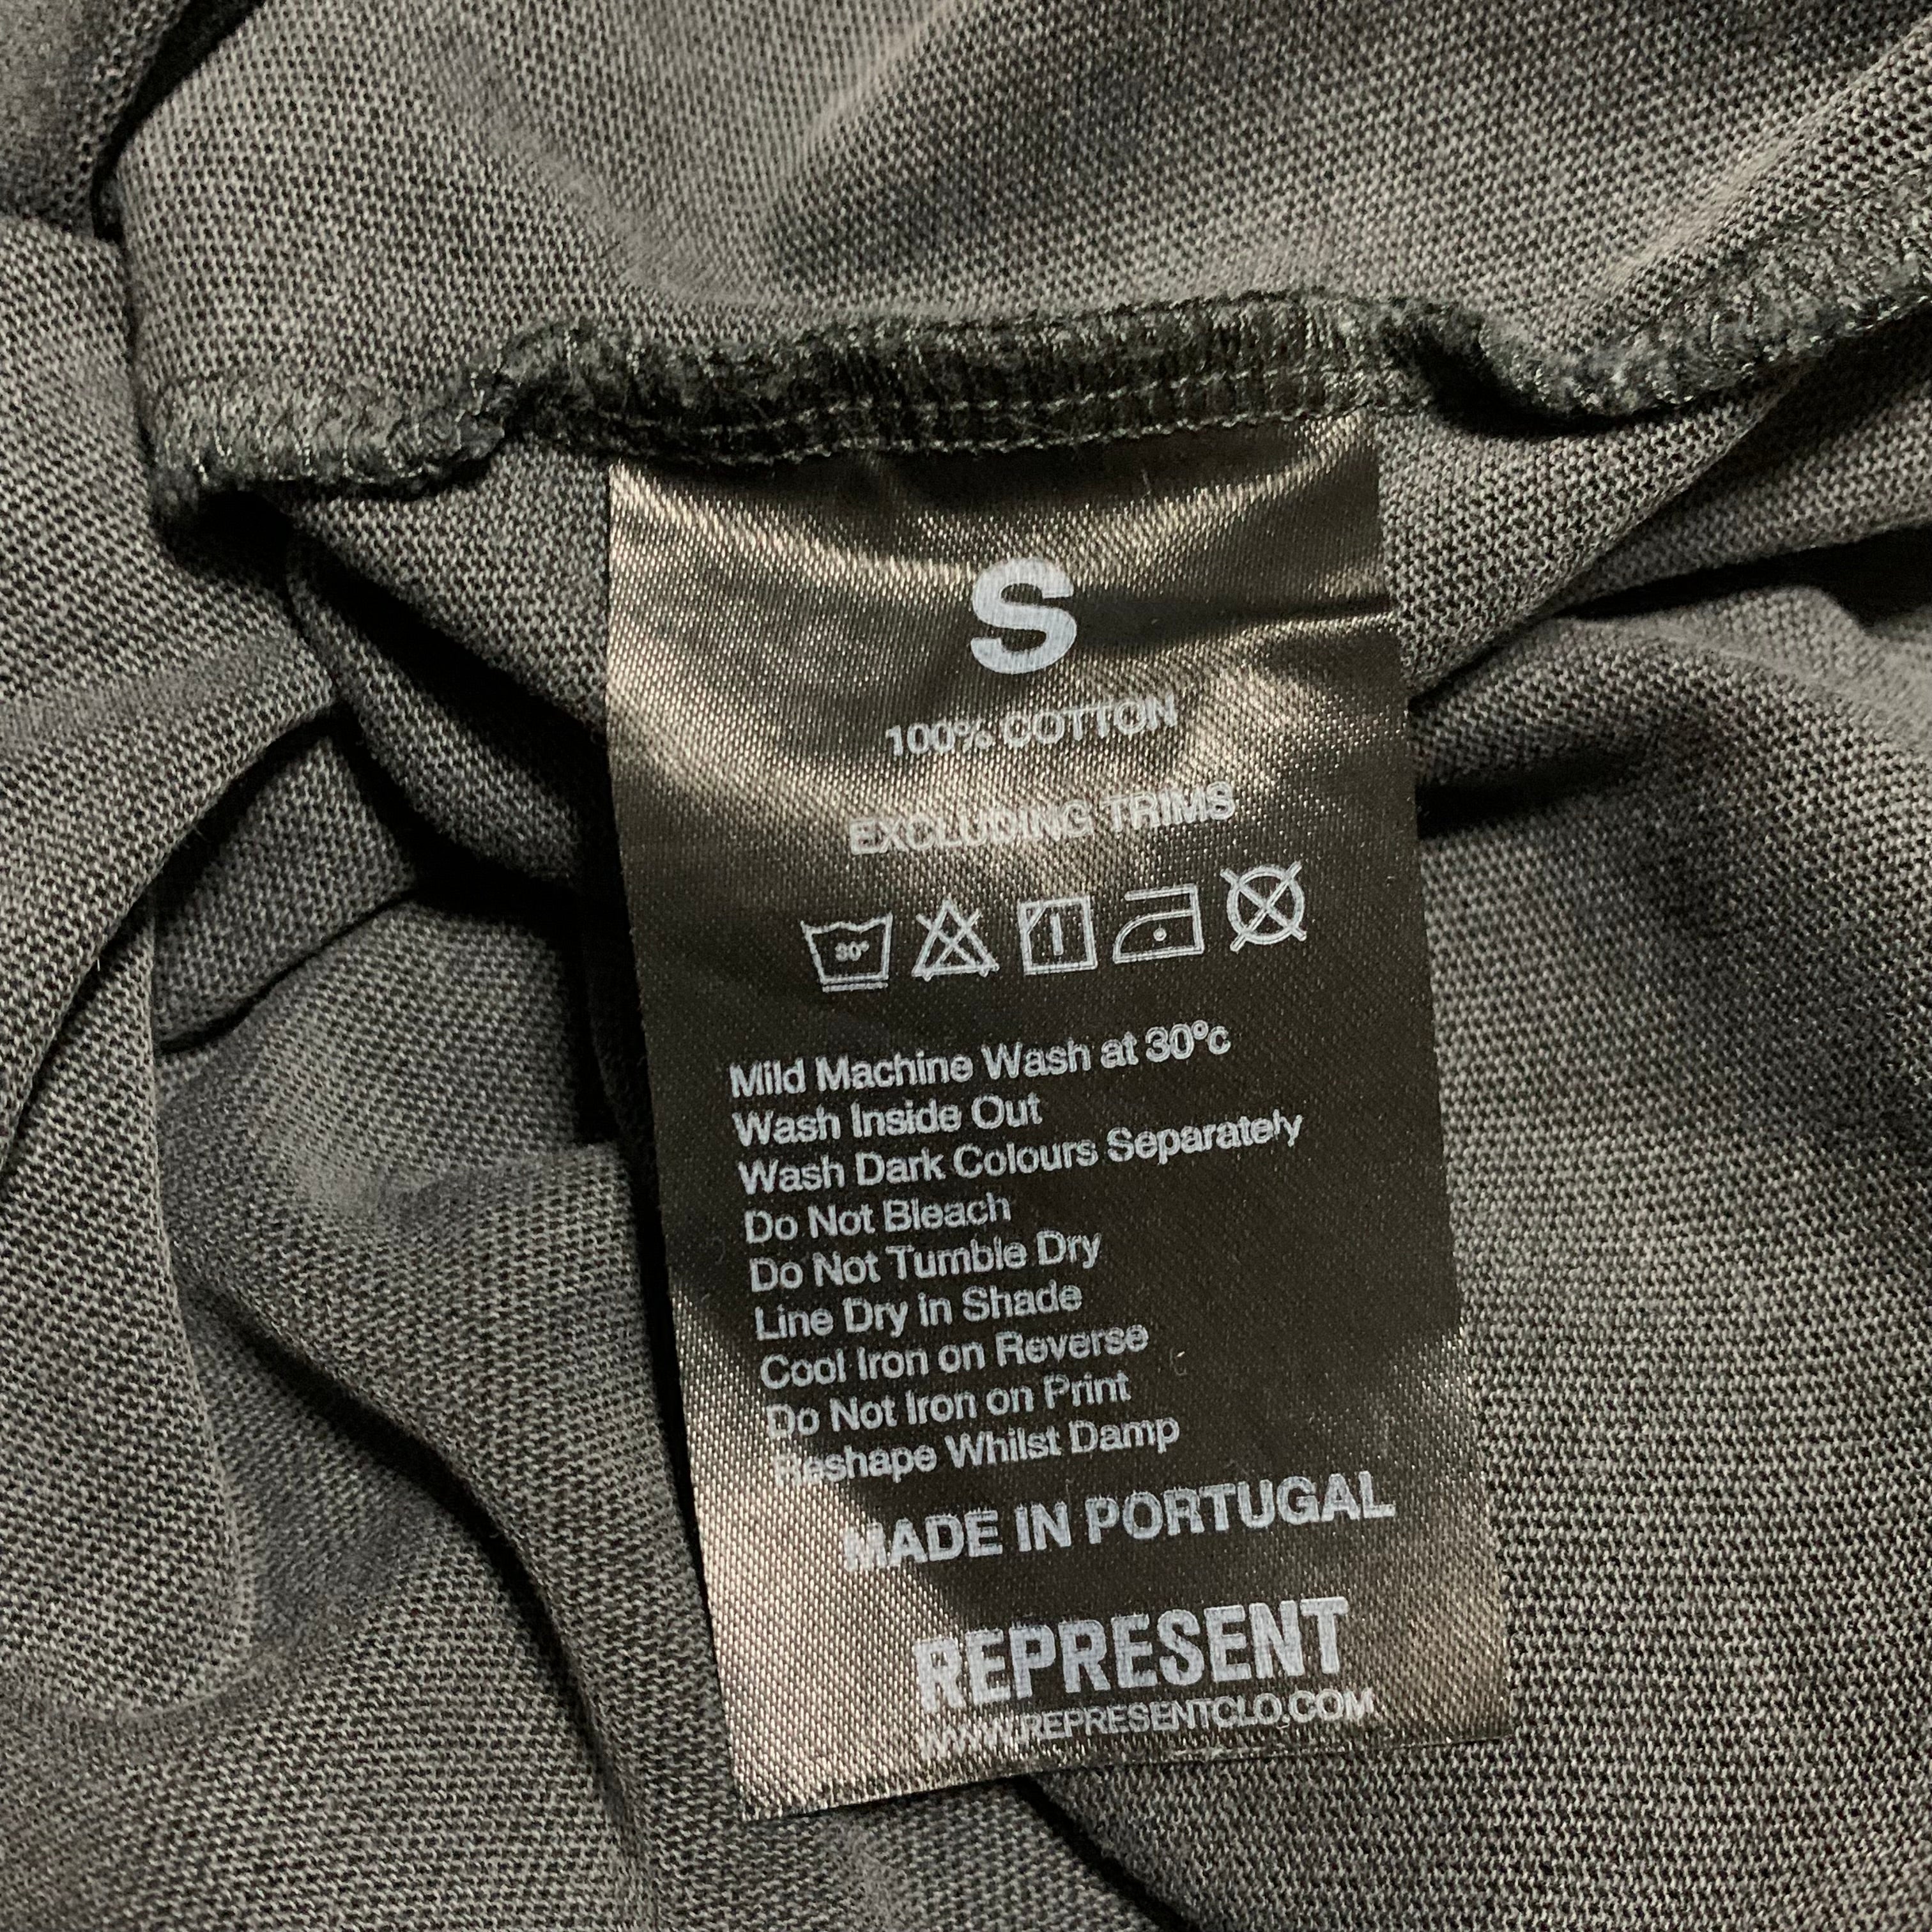 S
100% COTTON
EXCLUDING TRIMS
30°
Mild Machine Wash at 30°c
Wash Inside Out
Wash Dark Colours Separately
Do Not Bleach
Do Not Tumble Dry
Line Dry in Shade
Cool Iron on Reverse
Do Not Iron on Print
Reshape Whilst Damp
MADE IN PORTUGAL
REPRESENT
WWW.REPRESENTCLO.COM